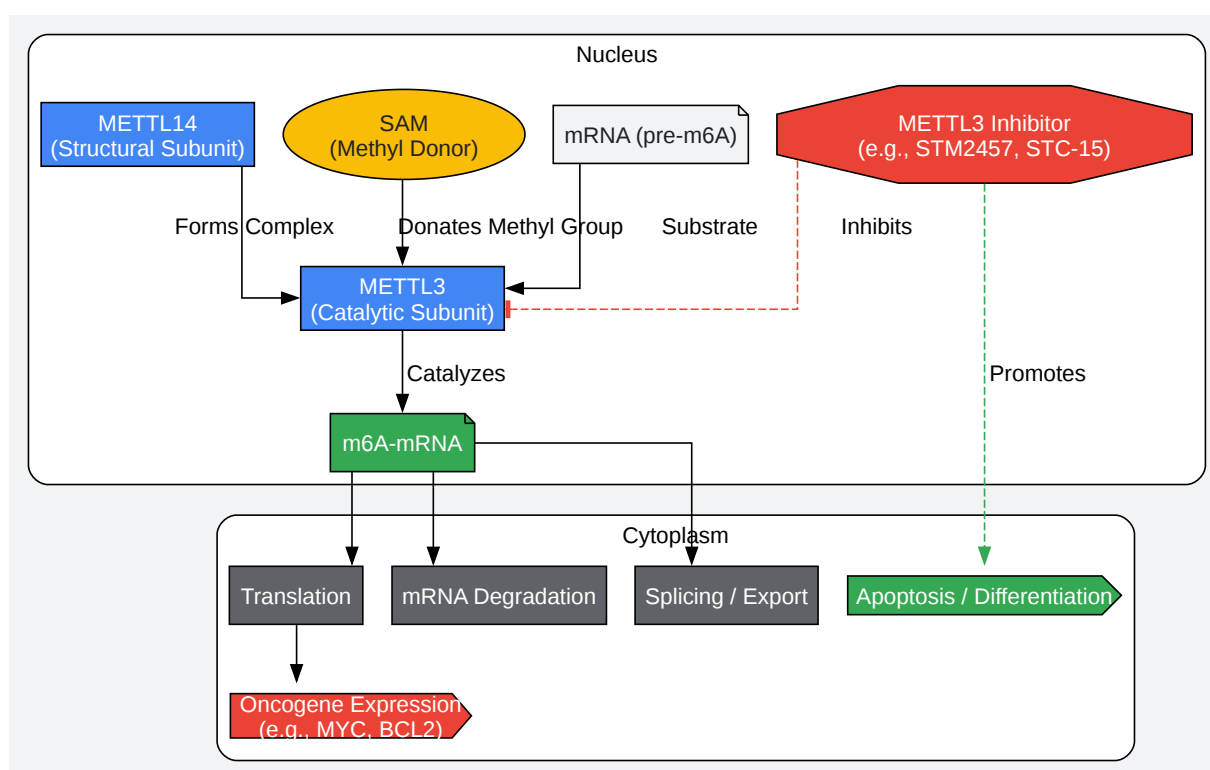 Nucleus
METTL14
(Structural Subunit)
SAM
(Methyl Donor)
mRNA (pre-m6A)
METTL3 Inhibitor
(e.g., STM2457, STC-15)
Forms Complex
Donates Methyl Group
Substrate
Inhibits
METTL3
(Catalytic Subunit)
Catalyzes
Promotes
m6A-mRNA
Cytoplasm
Translation
mRNA Degradation
Splicing / Export
Apoptosis / Differentiation
Oncogene Expression
(e.g., MYC, BCL2)